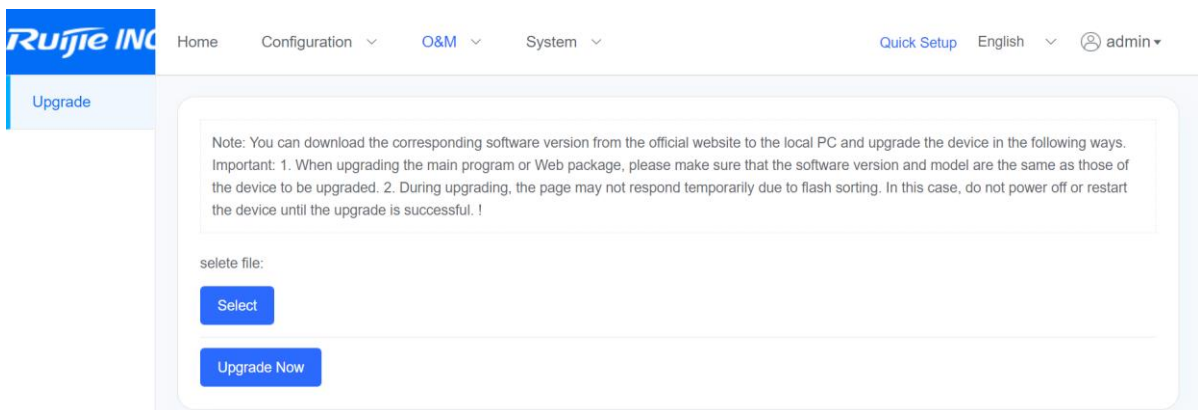 Ruijie INC
Home Configuration O&M System Quick Setup English admin
Upgrade
Note: You can download the corresponding software version from the official website to the local PC and upgrade the device in the following ways.
Important: 1. When upgrading the main program or Web package, please make sure that the software version and model are the same as those of
the device to be upgraded. 2. During upgrading, the page may not respond temporarily due to flash sorting. In this case, do not power off or restart
the device until the upgrade is successful. !
selete file:
Select
Upgrade Now